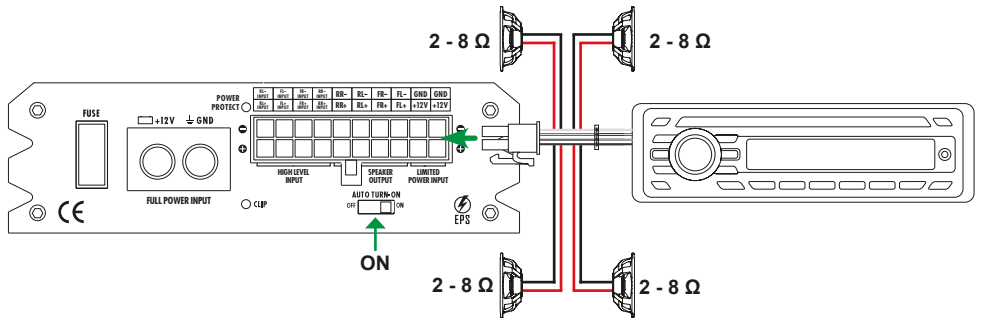 2 - 8 Ω
2 - 8 Ω
POWER
PROTECT
RL– INPUT FL– INPUT FR– INPUT RR– INPUT RR– RL– FR– FL– GND GND
RL+ INPUT FL+ INPUT FR+ INPUT RR+ INPUT RR+ RL+ FR+ FL+ +12V +12V
FUSE
+12V GND
HIGH LEVEL
INPUT
SPEAKER
OUTPUT
LIMITED
POWER INPUT
FULL POWER INPUT
CLIP
AUTO TURN-ON
OFF ON
CE
EPS
ON
2 - 8 Ω
2 - 8 Ω